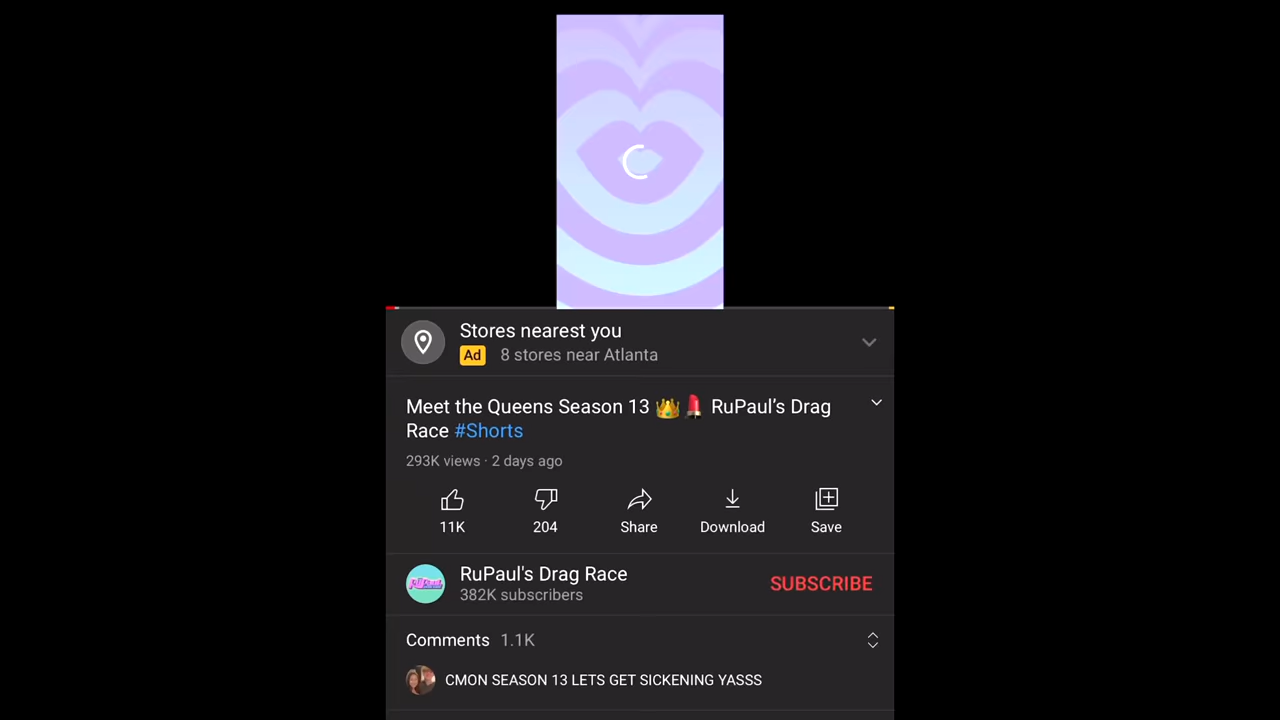 Stores nearest you
Ad 8 stores near Atlanta
Meet the Queens Season 13 👑💄 RuPaul’s Drag
Race #Shorts
293K views · 2 days ago
11K 204 Share Download Save
RuPaul's Drag Race
382K subscribers
SUBSCRIBE
Comments 1.1K
CMON SEASON 13 LETS GET SICKENING YASSS